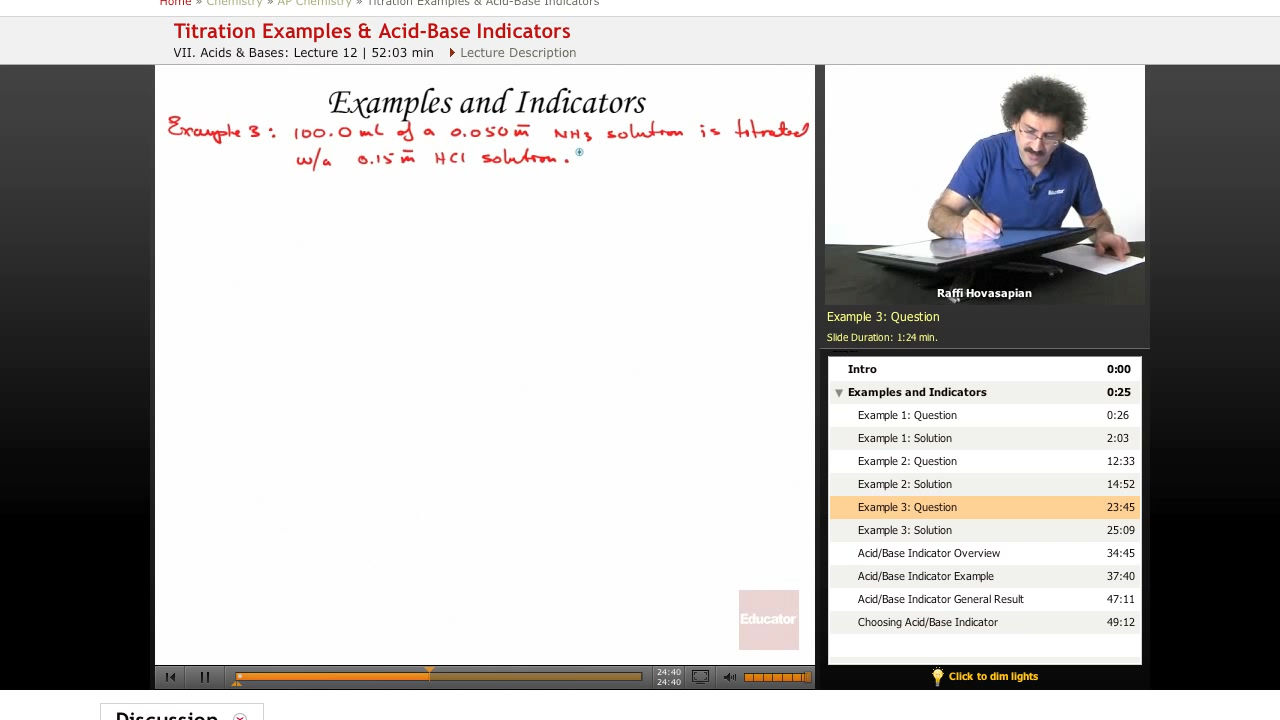 Home » Chemistry » AP Chemistry » Titration Examples & Acid-Base Indicators
Titration Examples & Acid-Base Indicators
VII. Acids & Bases: Lecture 12 | 52:03 min Lecture Description
Examples and Indicators
Example 3: 100.0 mL of a 0.050 m̅ NH3 solution is titrated
w/a 0.15 m̅ HCl solution.
Educator
Educator
Raffi Hovasapian
Example 3: Question
Slide Duration: 1:24 min.
Intro 0:00
Examples and Indicators 0:25
Example 1: Question 0:26
Example 1: Solution 2:03
Example 2: Question 12:33
Example 2: Solution 14:52
Example 3: Question 23:45
Example 3: Solution 25:09
Acid/Base Indicator Overview 34:45
Acid/Base Indicator Example 37:40
Acid/Base Indicator General Result 47:11
Choosing Acid/Base Indicator 49:12
24:40
24:40
Click to dim lights
Discussion